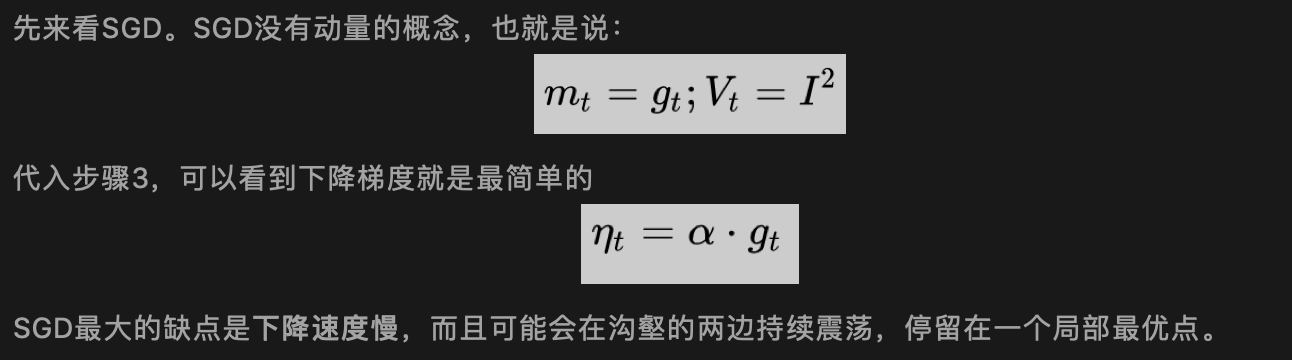 先来看SGD。SGD没有动量的概念，也就是说：
m_t = g_t; V_t = I^2
代入步骤3，可以看到下降梯度就是最简单的
η_t = α · g_t
SGD最大的缺点是下降速度慢，而且可能会在沟壑的两边持续震荡，停留在一个局部最优点。